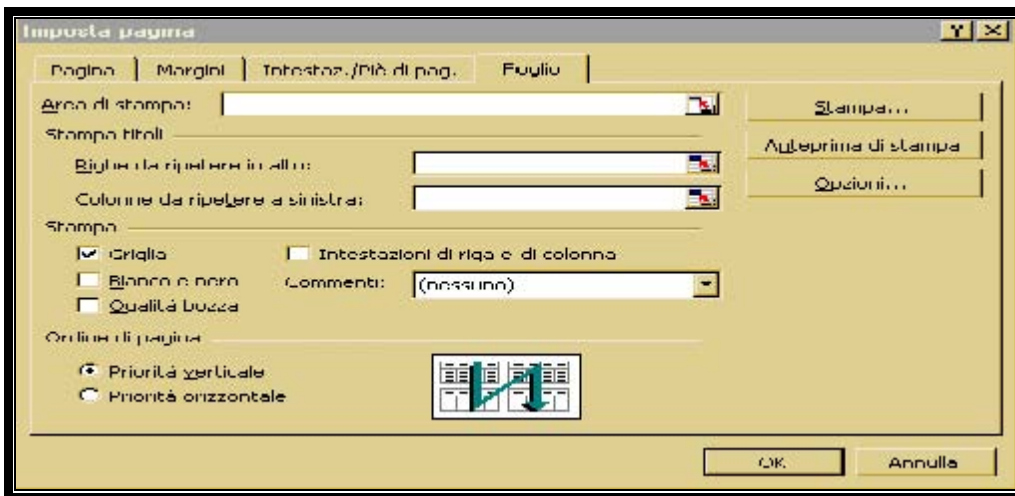 Imposta pagina
Pagina Margini Intestaz./Piè di pag. Foglio
Area di stampa:
Stampa...
Stampa titoli
Anteprima di stampa
Righe da ripetere in alto:
Opzioni...
Colonne da ripetere a sinistra:
Stampa
Griglia Intestazioni di riga e di colonna
Bianco e nero Commenti: (nessuno)
Qualità bozza
Ordine di pagina
Priorità verticale
Priorità orizzontale
OK Annulla